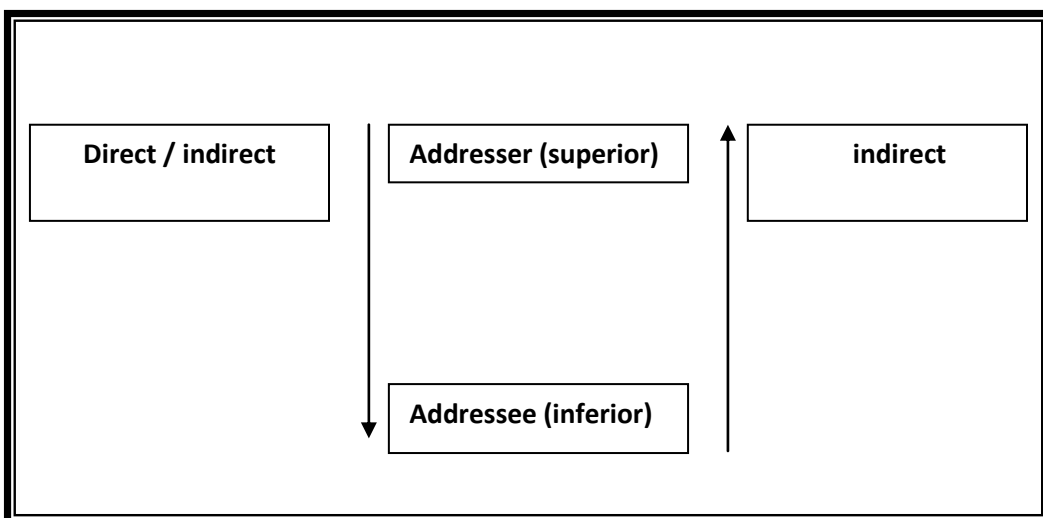 Direct / indirect
Addresser (superior)
indirect
Addressee (inferior)